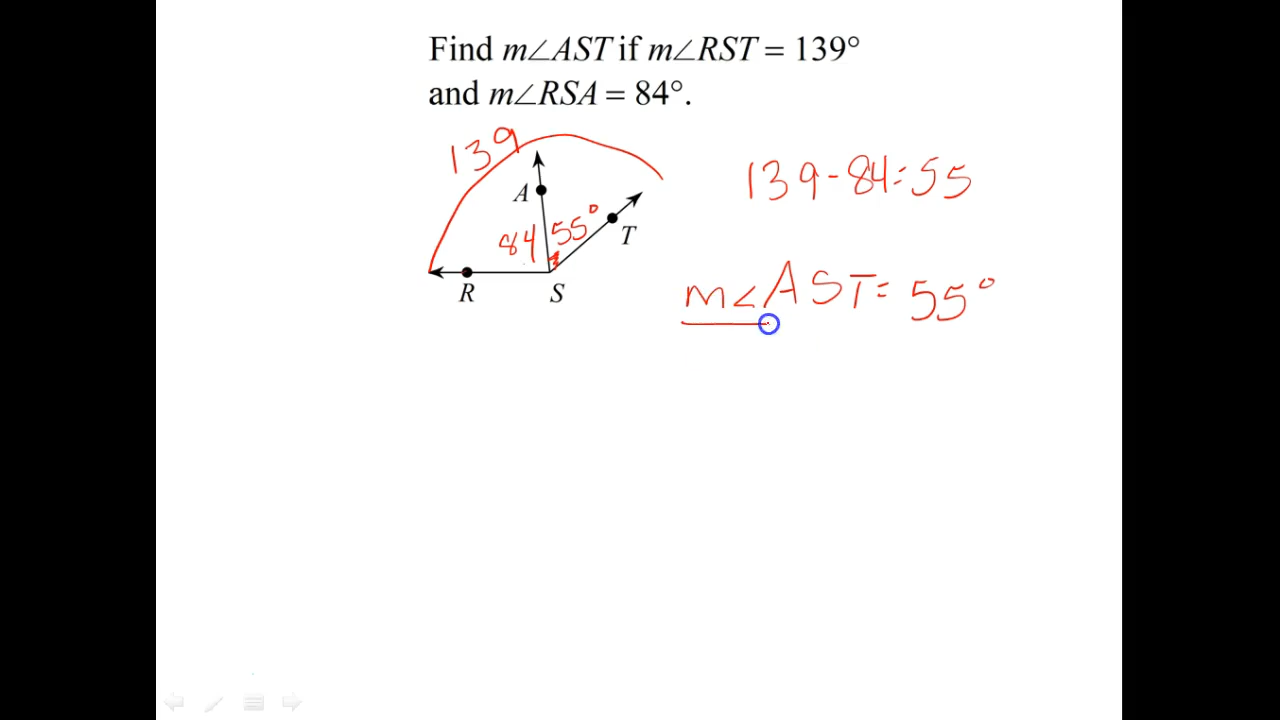 Find m∠AST if m∠RST = 139°
and m∠RSA = 84°.
139
A
84
55°
T
R
S
139-84=55
m∠AST=55°